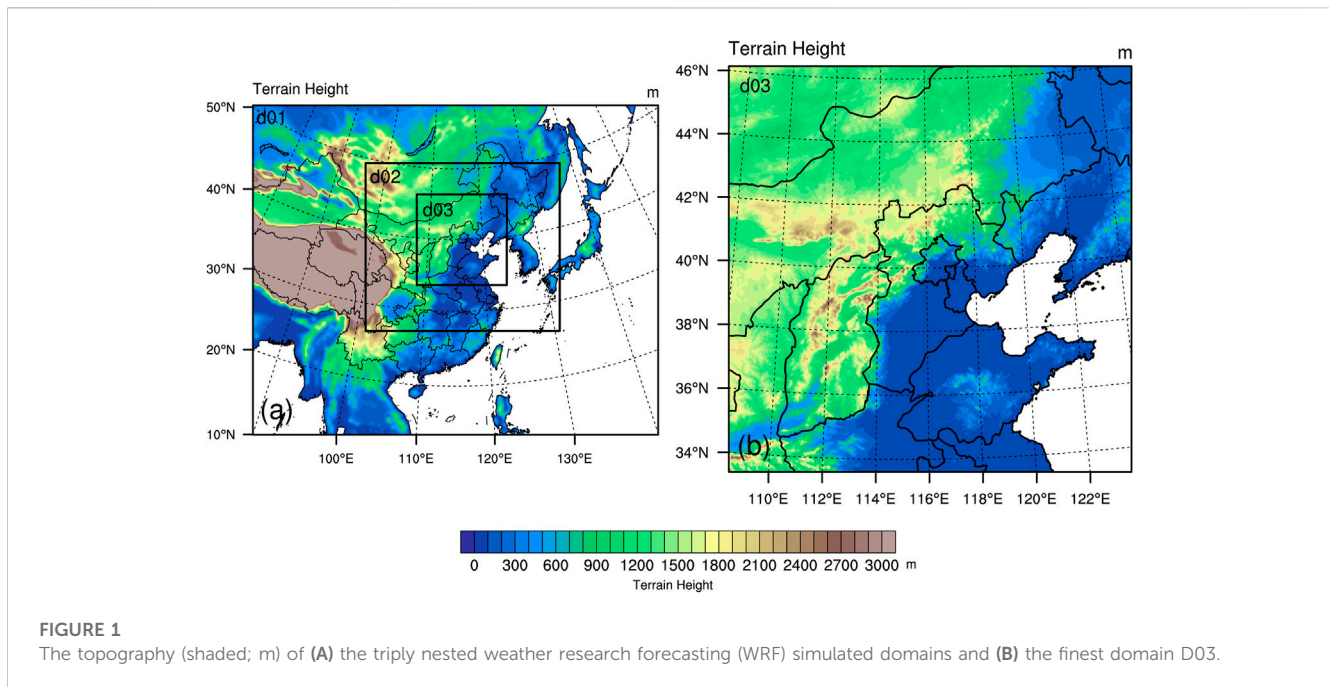 Terrain Height m
d01
50°N
40°N
30°N
20°N
10°N
d02
d03
(a)
100°E 110°E 120°E 130°E
Terrain Height m
d03
46°N
44°N
42°N
40°N
38°N
36°N
34°N
(b)
110°E 112°E 114°E 116°E 118°E 120°E 122°E
0 300 600 900 1200 1500 1800 2100 2400 2700 3000 m
Terrain Height
FIGURE 1
The topography (shaded; m) of (A) the triply nested weather research forecasting (WRF) simulated domains and (B) the finest domain D03.